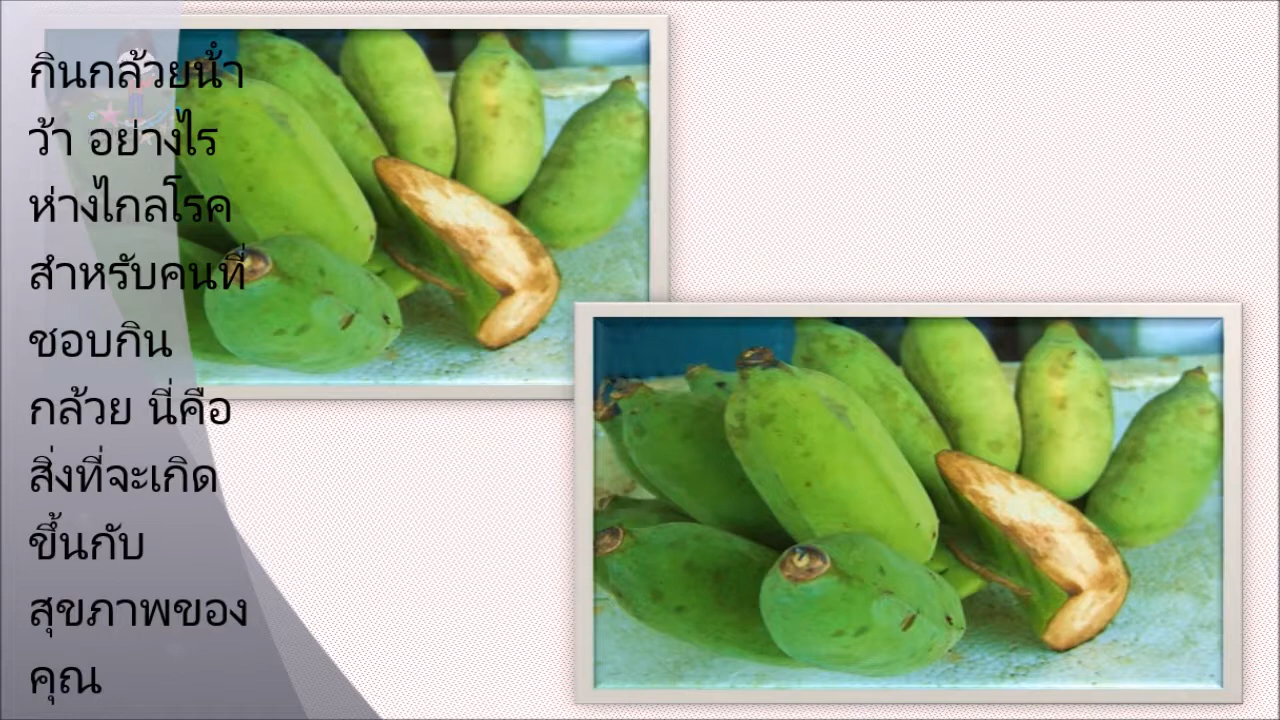 กินกล้วยน้ำ
ว้า อย่างไร
ห่างไกลโรค
สำหรับคนที่
ชอบกิน
กล้วย นี่คือ
สิ่งที่จะเกิด
ขึ้นกับ
สุขภาพของ
คุณ